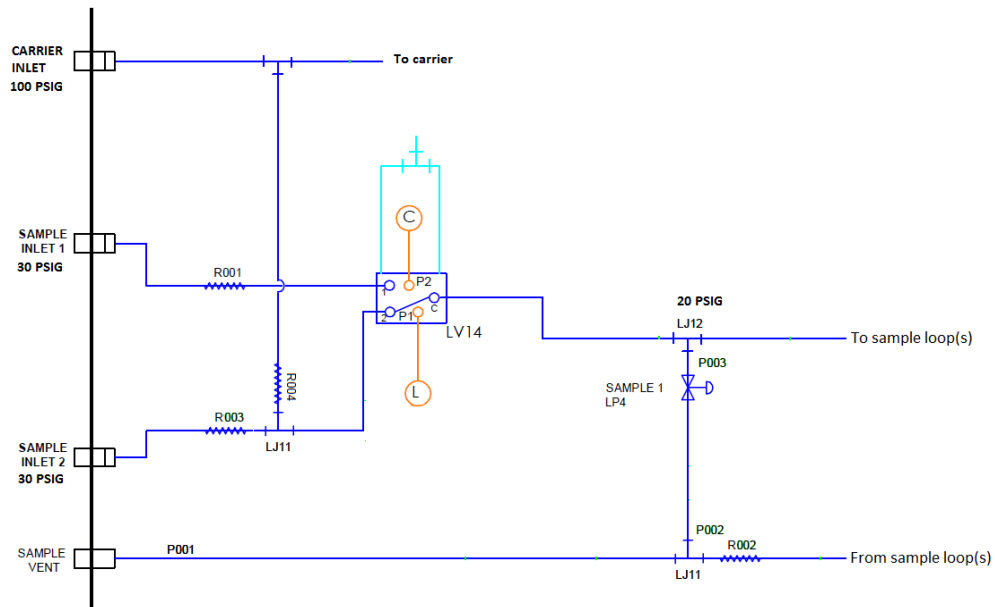 CARRIER
INLET
100 PSIG
To carrier
SAMPLE
INLET 1
30 PSIG
R001
C
1
P2
2
P1
C
LV14
L
R004
20 PSIG
LJ12
To sample loop(s)
P003
SAMPLE 1
LP4
R003
LJ11
SAMPLE
INLET 2
30 PSIG
SAMPLE
VENT
P001
P002
R002
LJ11
From sample loop(s)